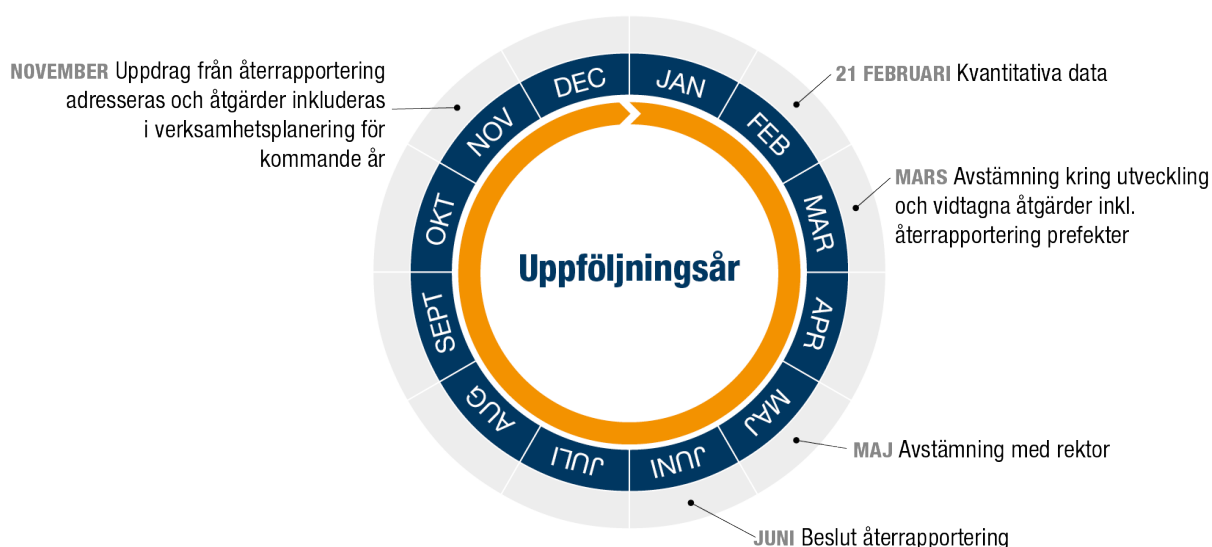 NOVEMBER Uppdrag från återrapportering
adresseras och åtgärder inkluderas
i verksamhetsplanering för
kommande år
21 FEBRUARI Kvantitativa data
MARS Avstämning kring utveckling
och vidtagna åtgärder inkl.
återrapportering prefekter
MAJ Avstämning med rektor
JUNI Beslut återrapportering
Uppföljningsår
JAN
FEB
MAR
APR
MAJ
JUNI
JULI
AUG
SEPT
OKT
NOV
DEC